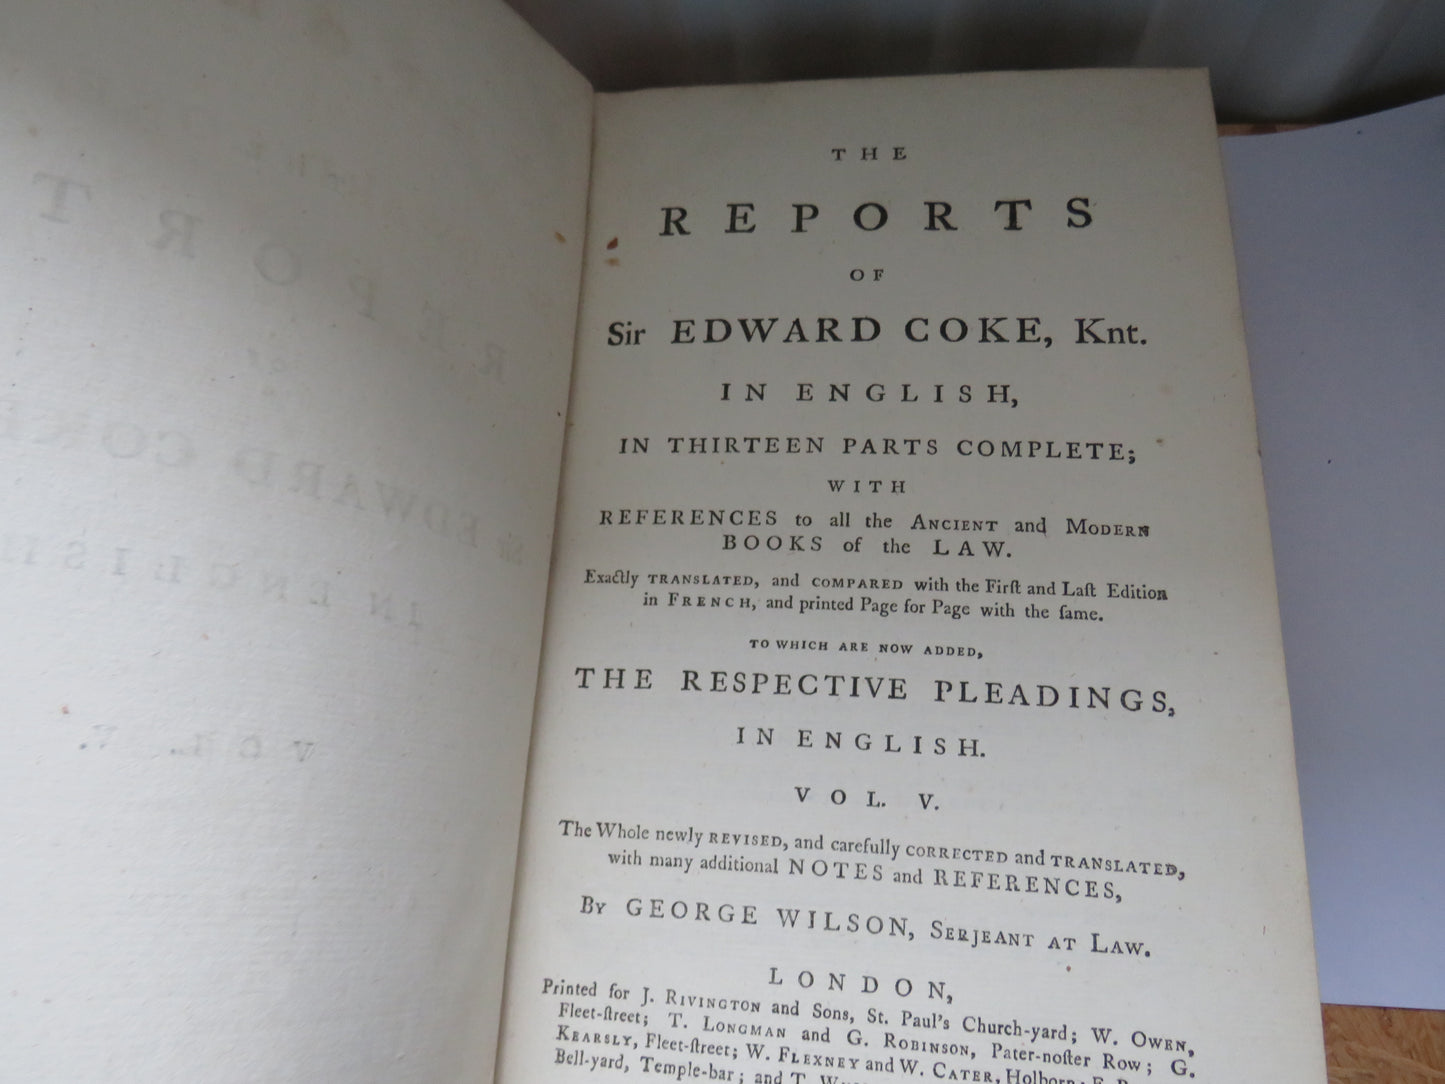 THE
REPORTS
OF
Sir EDWARD COKE, Knt.
IN ENGLISH,
IN THIRTEEN PARTS COMPLETE;
WITH
REFERENCES to all the ANCIENT and MODERN
BOOKS of the LAW.
Exactly TRANSLATED, and COMPARED with the Firſt and Laſt Edition
in FRENCH, and printed Page for Page with the ſame.
TO WHICH ARE NOW ADDED,
THE RESPECTIVE PLEADINGS,
IN ENGLISH.
VOL. V.
The Whole newly REVISED, and carefully CORRECTED and TRANSLATED,
with many additional NOTES and REFERENCES,
By GEORGE WILSON, SERJEANT AT LAW.
LONDON,
Printed for J. RIVINGTON and Sons, St. Paul's Church-yard; W. OWEN,
Fleet-ſtreet; T. LONGMAN and G. ROBINSON, Pater-noſter Row; G.
KEARSLY, Fleet-ſtreet; W. FLEXNEY and W. CATER, Holborn; E.
Bell-yard, Temple-bar; and T.